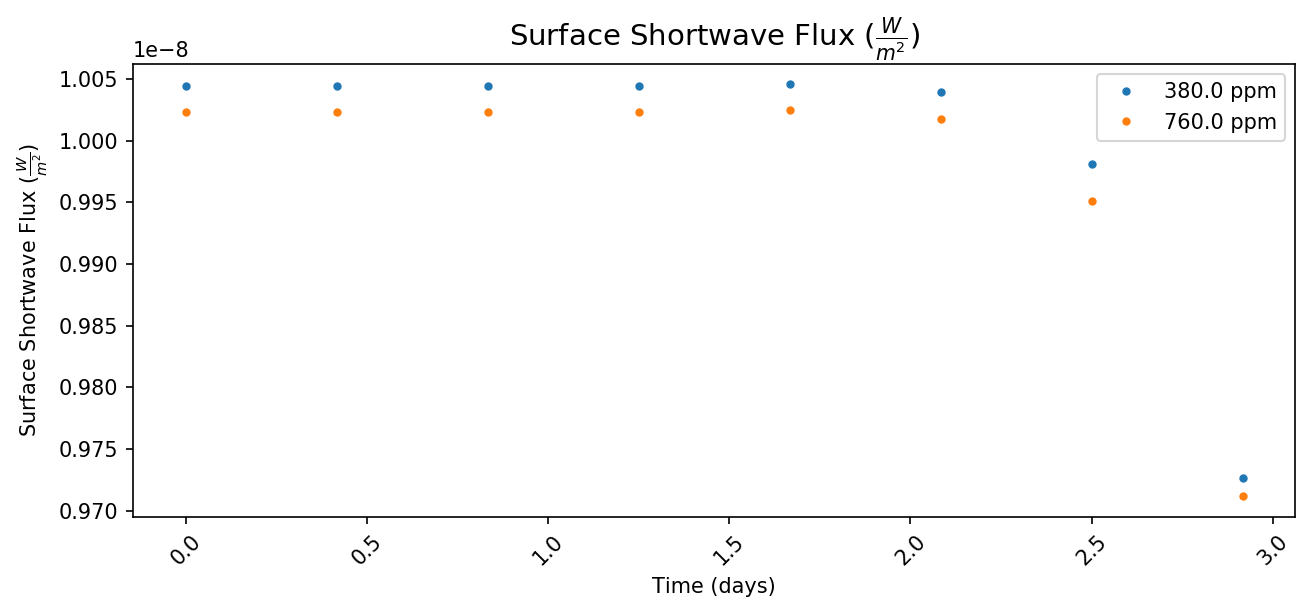 Surface Shortwave Flux (W/m²)
1e−8
1.005
1.000
0.995
0.990
0.985
0.980
0.975
0.970
Surface Shortwave Flux (W/m²)
380.0 ppm
760.0 ppm
0.0
0.5
1.0
1.5
2.0
2.5
3.0
Time (days)